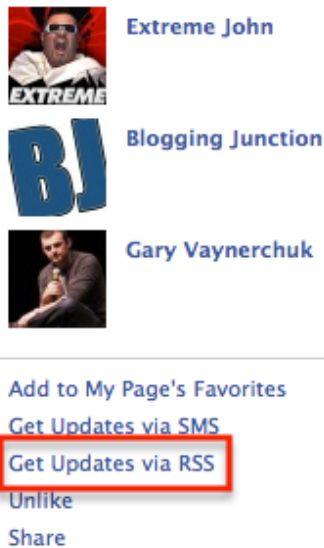 Extreme John
EXTREME
BJ
Blogging Junction
Gary Vaynerchuk
Add to My Page's Favorites
Get Updates via SMS
Get Updates via RSS
Unlike
Share